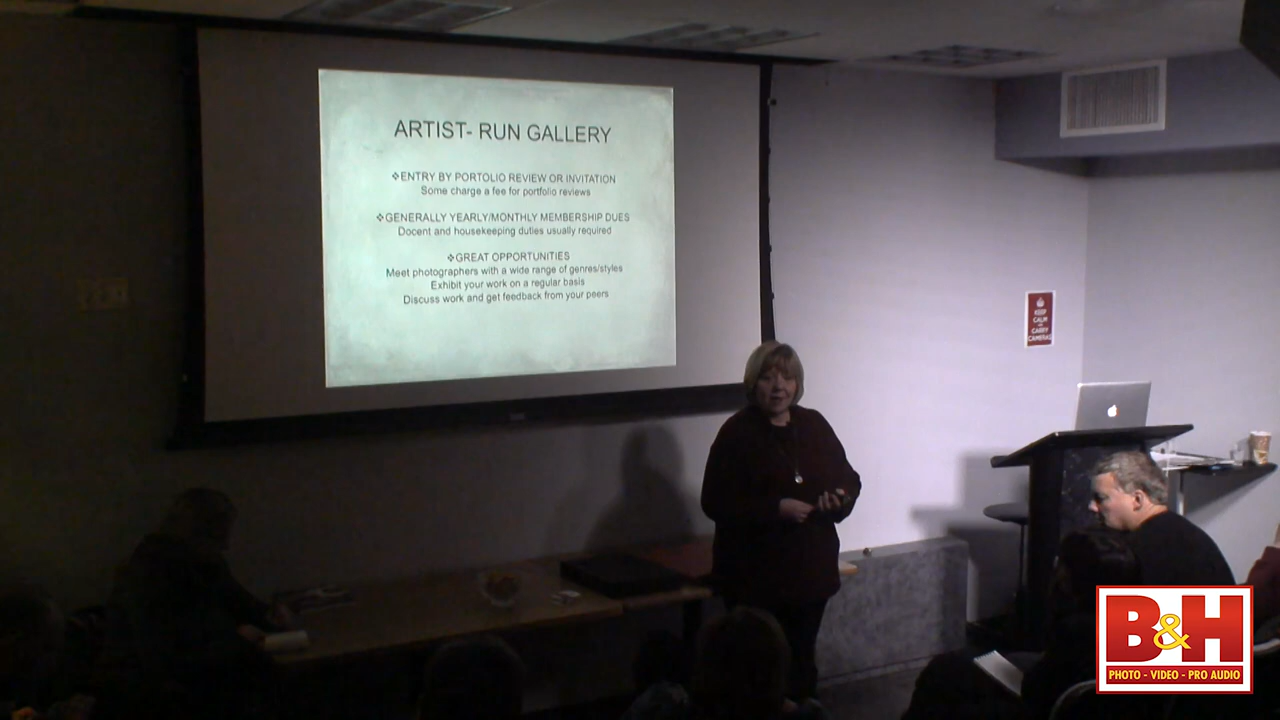 ARTIST- RUN GALLERY
❖ENTRY BY PORTOLIO REVIEW OR INVITATION
Some charge a fee for portfolio reviews
❖GENERALLY YEARLY/MONTHLY MEMBERSHIP DUES
Docent and housekeeping duties usually required
❖GREAT OPPORTUNITIES
Meet photographers with a wide range of genres/styles
Exhibit your work on a regular basis
Discuss work and get feedback from your peers
KEEP
CALM
AND
CARRY
CAMERAS
B&H
PHOTO - VIDEO - PRO AUDIO